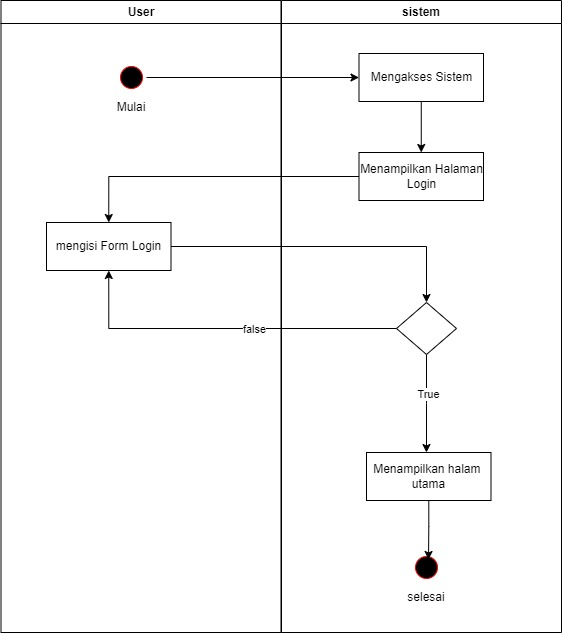 User
sistem
Mulai
Mengakses Sistem
Menampilkan Halaman
Login
mengisi Form Login
false
True
Menampilkan halam
utama
selesai